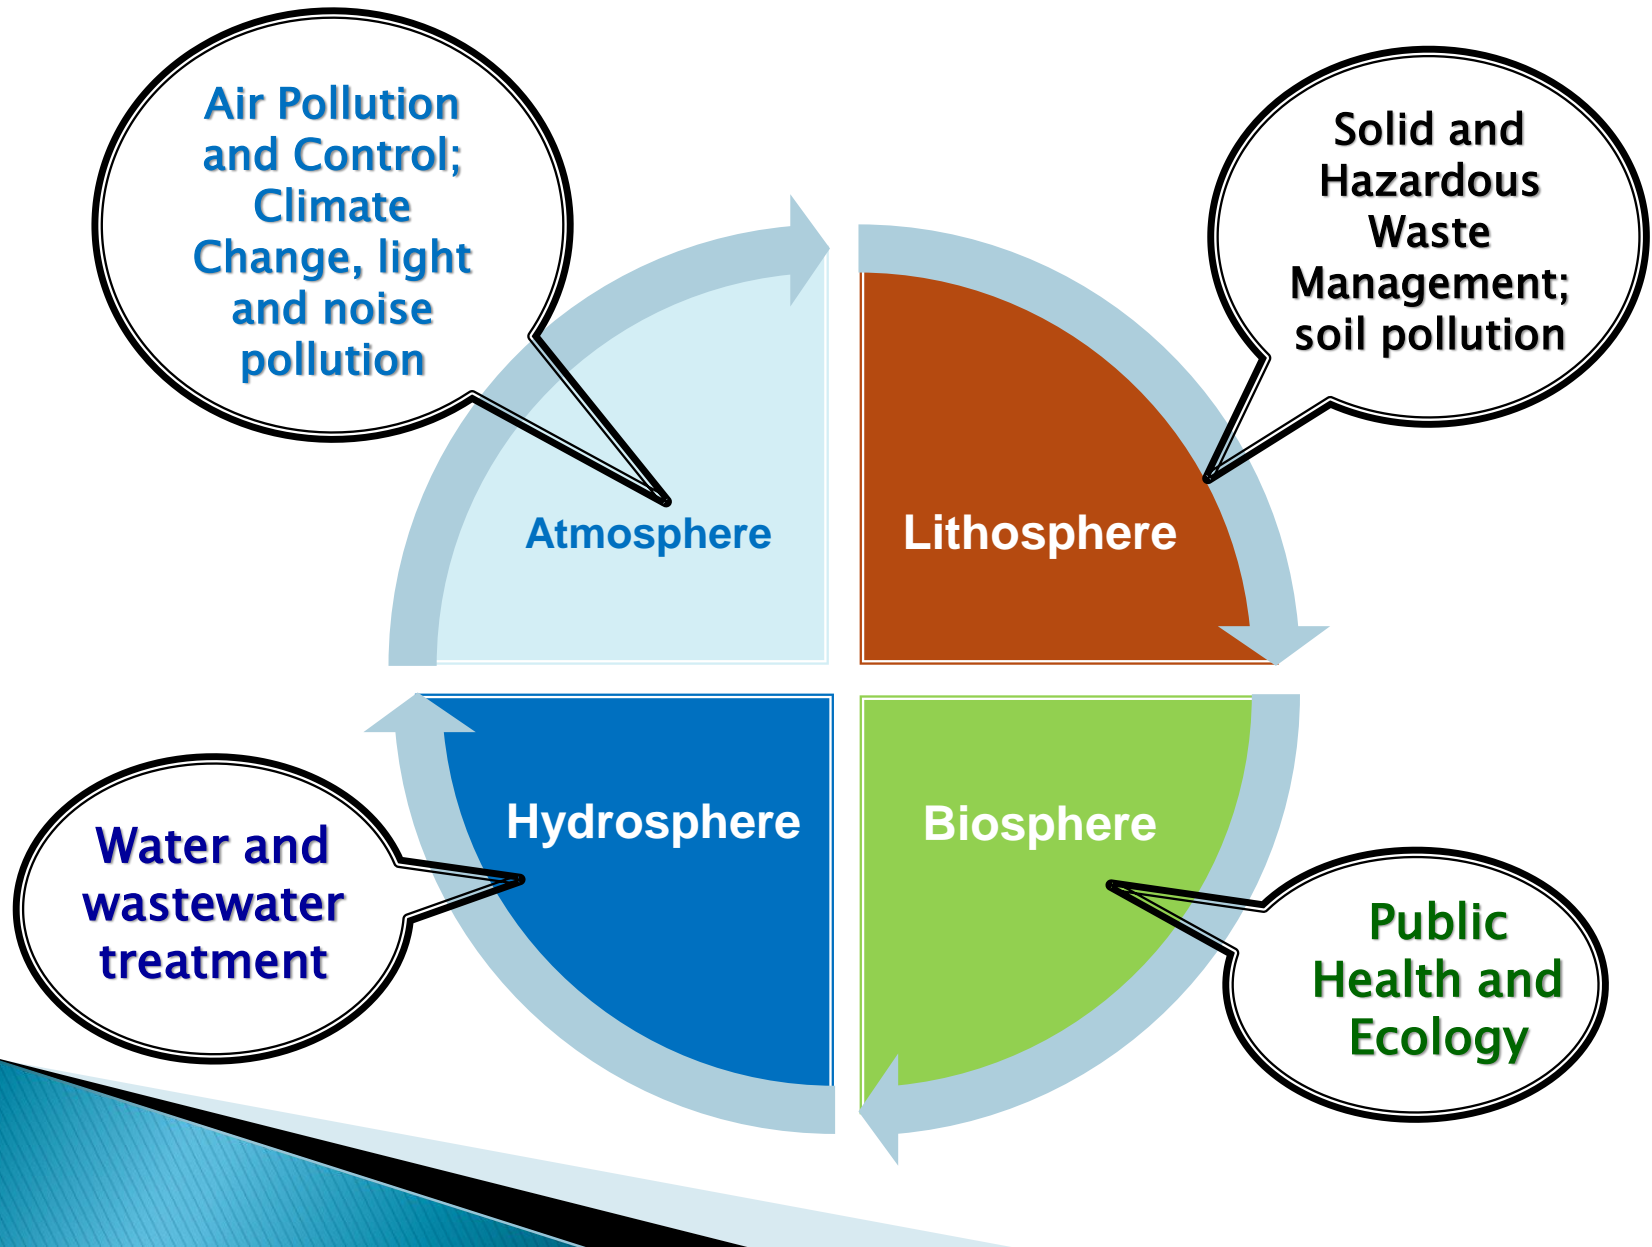 Air Pollution
and Control;
Climate
Change, light
and noise
pollution
Solid and
Hazardous
Waste
Management;
soil pollution
Atmosphere
Lithosphere
Hydrosphere
Biosphere
Water and
wastewater
treatment
Public
Health and
Ecology